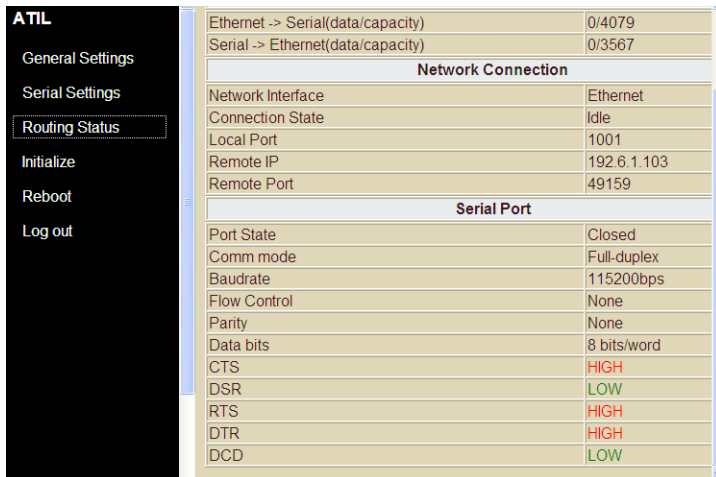 ATIL
General Settings
Serial Settings
Routing Status
Initialize
Reboot
Log out
Ethernet -> Serial(data/capacity) 0/4079
Serial -> Ethernet(data/capacity) 0/3567
Network Connection
Network Interface Ethernet
Connection State Idle
Local Port 1001
Remote IP 192.6.1.103
Remote Port 49159
Serial Port
Port State Closed
Comm mode Full-duplex
Baudrate 115200bps
Flow Control None
Parity None
Data bits 8 bits/word
CTS HIGH
DSR LOW
RTS HIGH
DTR HIGH
DCD LOW